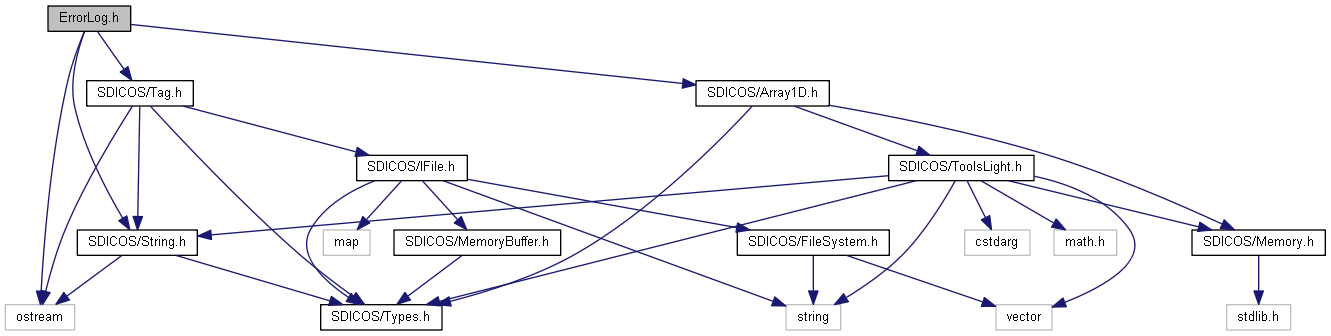 ErrorLog.h
SDICOS/Tag.h
SDICOS/Array1D.h
SDICOS/IFile.h
SDICOS/ToolsLight.h
SDICOS/String.h
map
SDICOS/MemoryBuffer.h
SDICOS/FileSystem.h
cstdarg
math.h
SDICOS/Memory.h
ostream
SDICOS/Types.h
string
vector
stdlib.h